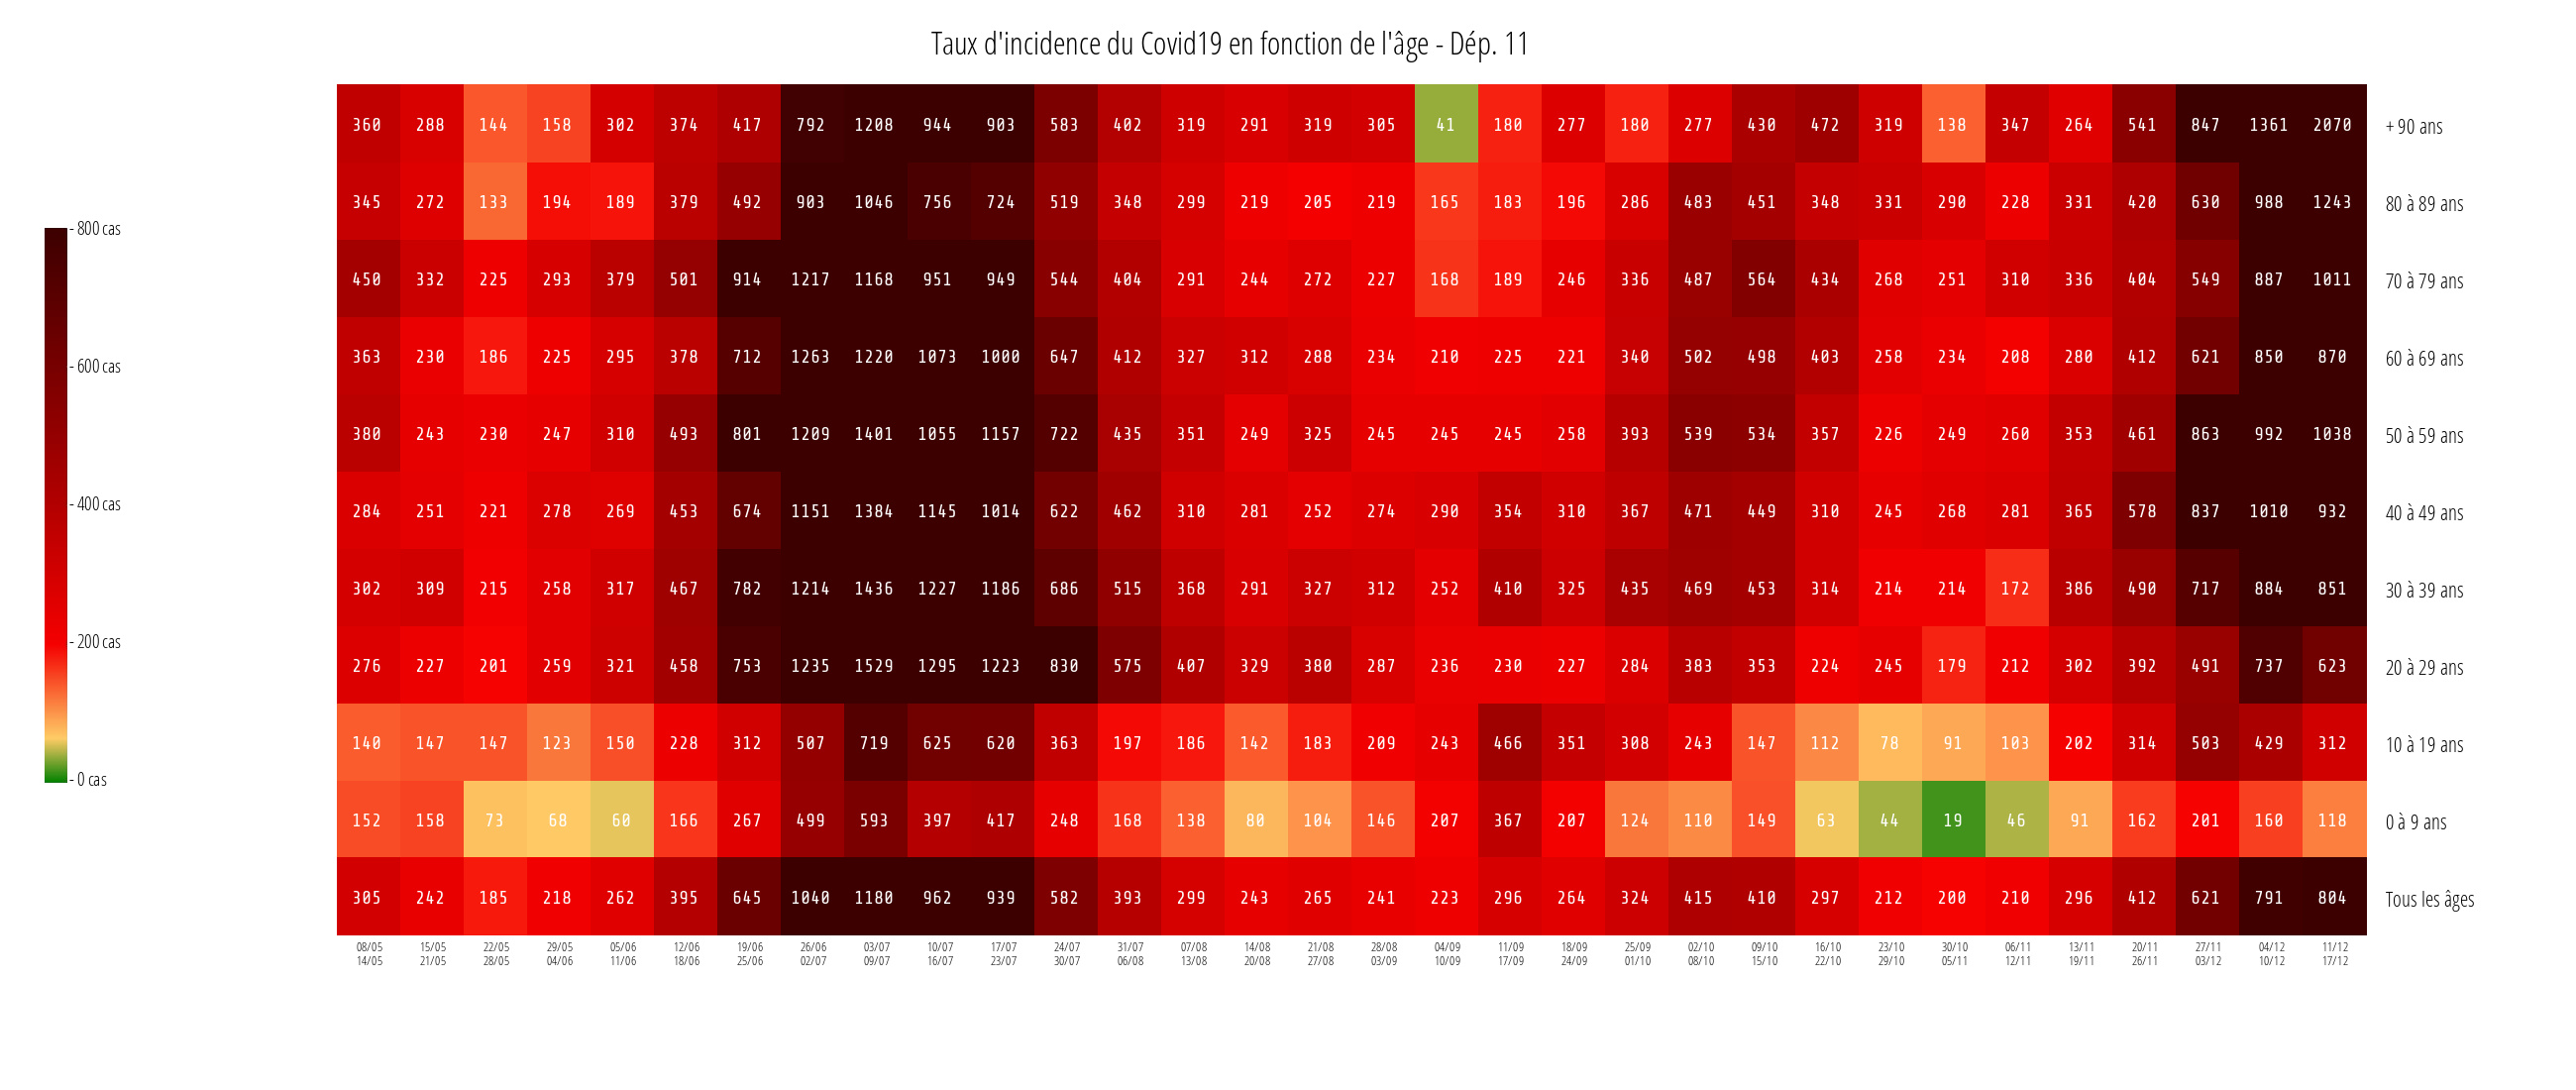 Taux d'incidence du Covid19 en fonction de l'âge - Dép. 11
360 288 144 158 302 374 417 792 1208 944 903 583 402 319 291 319 305 41 180 277 180 277 430 472 319 138 347 264 541 847 1361 2070 + 90 ans
345 272 133 194 189 379 492 903 1046 756 724 519 348 299 219 205 219 165 183 196 286 483 451 348 331 290 228 331 420 630 988 1243 80 à 89 ans
450 332 225 293 379 501 914 1217 1168 951 949 544 404 291 244 272 227 168 189 246 336 487 564 434 268 251 310 336 404 549 887 1011 70 à 79 ans
363 230 186 225 295 378 712 1263 1220 1073 1000 647 412 327 312 288 234 210 225 221 340 502 498 403 258 234 208 280 412 621 850 870 60 à 69 ans
380 243 230 247 310 493 801 1209 1401 1055 1157 722 435 351 249 325 245 245 245 258 393 539 534 357 226 249 260 353 461 863 992 1038 50 à 59 ans
284 251 221 278 269 453 674 1151 1384 1145 1014 622 462 310 281 252 274 290 354 310 367 471 449 310 245 268 281 365 578 837 1010 932 40 à 49 ans
302 309 215 258 317 467 782 1214 1436 1227 1186 686 515 368 291 327 312 252 410 325 435 469 453 314 214 214 172 386 490 717 884 851 30 à 39 ans
276 227 201 259 321 458 753 1235 1529 1295 1223 830 575 407 329 380 287 236 230 227 284 383 353 224 245 179 212 302 392 491 737 623 20 à 29 ans
140 147 147 123 150 228 312 507 719 625 620 363 197 186 142 183 209 243 466 351 308 243 147 112 78 91 103 202 314 503 429 312 10 à 19 ans
152 158 73 68 60 166 267 499 593 397 417 248 168 138 80 104 146 207 367 207 124 110 149 63 44 19 46 91 162 201 160 118 0 à 9 ans
305 242 185 218 262 395 645 1040 1180 962 939 582 393 299 243 265 241 223 296 264 324 415 410 297 212 200 210 296 412 621 791 804 Tous les âges
08/05 15/05 22/05 29/05 05/06 12/06 19/06 26/06 03/07 10/07 17/07 24/07 31/07 07/08 14/08 21/08 28/08 04/09 11/09 18/09 25/09 02/10 09/10 16/10 23/10 30/10 06/11 13/11 20/11 27/11 04/12 11/12
14/05 21/05 28/05 04/06 11/06 18/06 25/06 02/07 09/07 16/07 23/07 30/07 06/08 13/08 20/08 27/08 03/09 10/09 17/09 24/09 01/10 08/10 15/10 22/10 29/10 05/11 12/11 19/11 26/11 03/12 10/12 17/12
- 800 cas
- 600 cas
- 400 cas
- 200 cas
- 0 cas